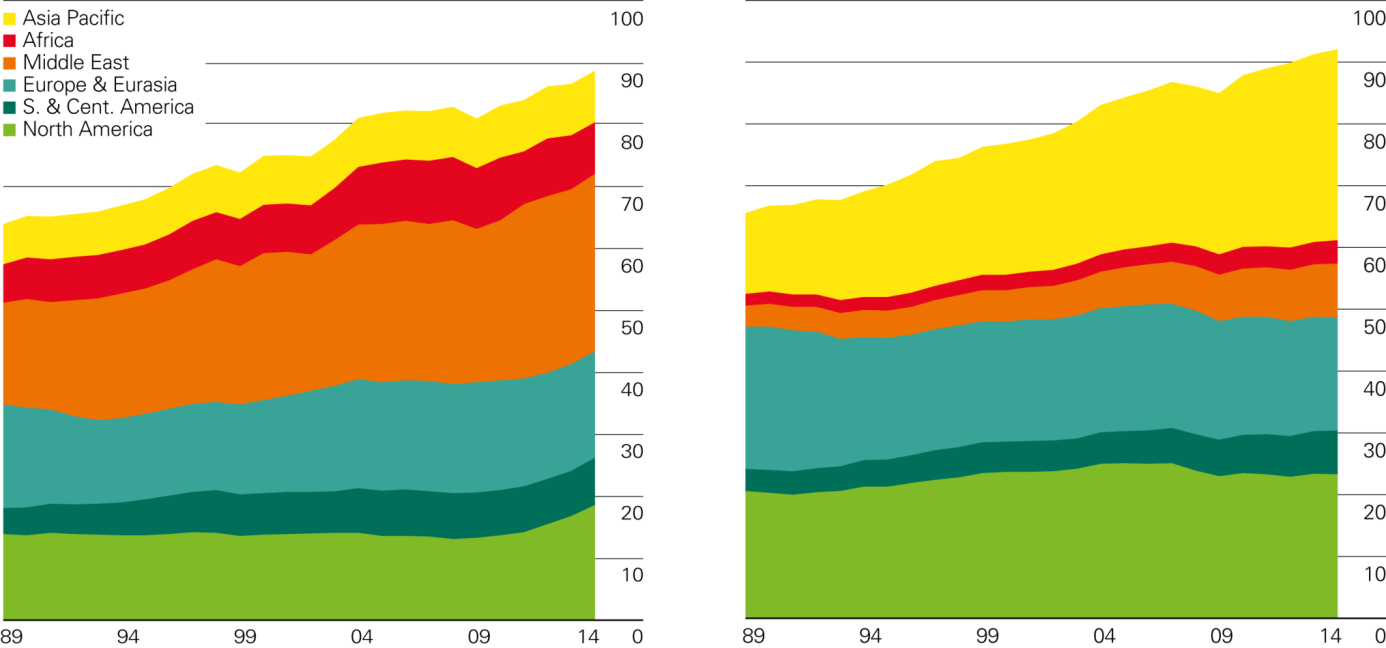 Asia Pacific
Africa
Middle East
Europe & Eurasia
S. & Cent. America
North America
100
90
80
70
60
50
40
30
20
10
0
89 94 99 04 09 14
100
90
80
70
60
50
40
30
20
10
0
89 94 99 04 09 14